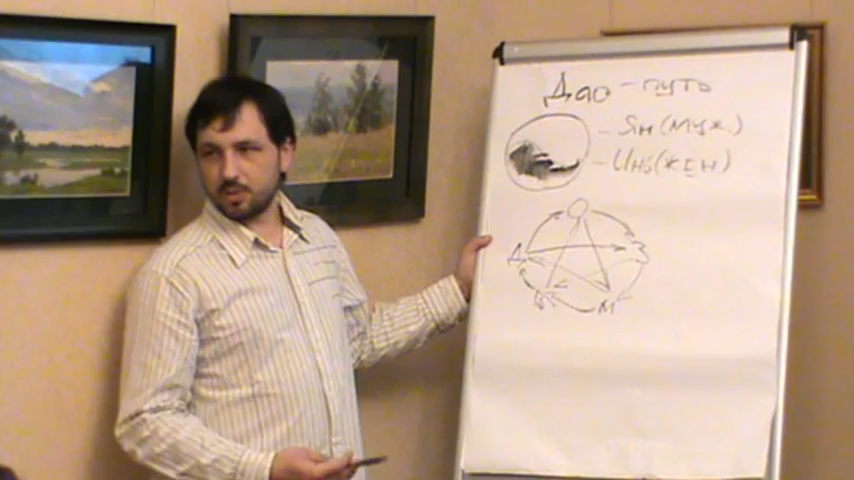 Дао - путь
- Ян (муж.)
- Инь (жен)
Д З
В М